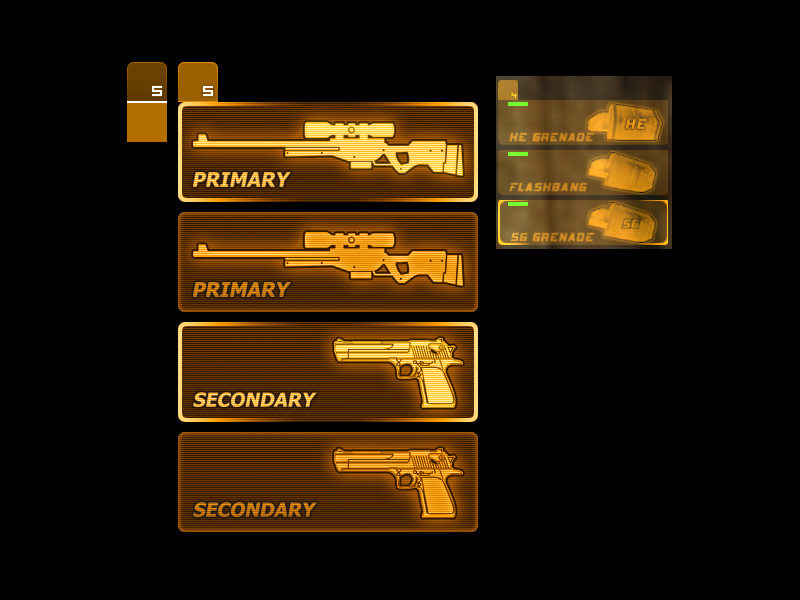 5
5
PRIMARY
PRIMARY
SECONDARY
SECONDARY
4
HE GRENADE
HE
FLASHBANG
SG GRENADE
SG